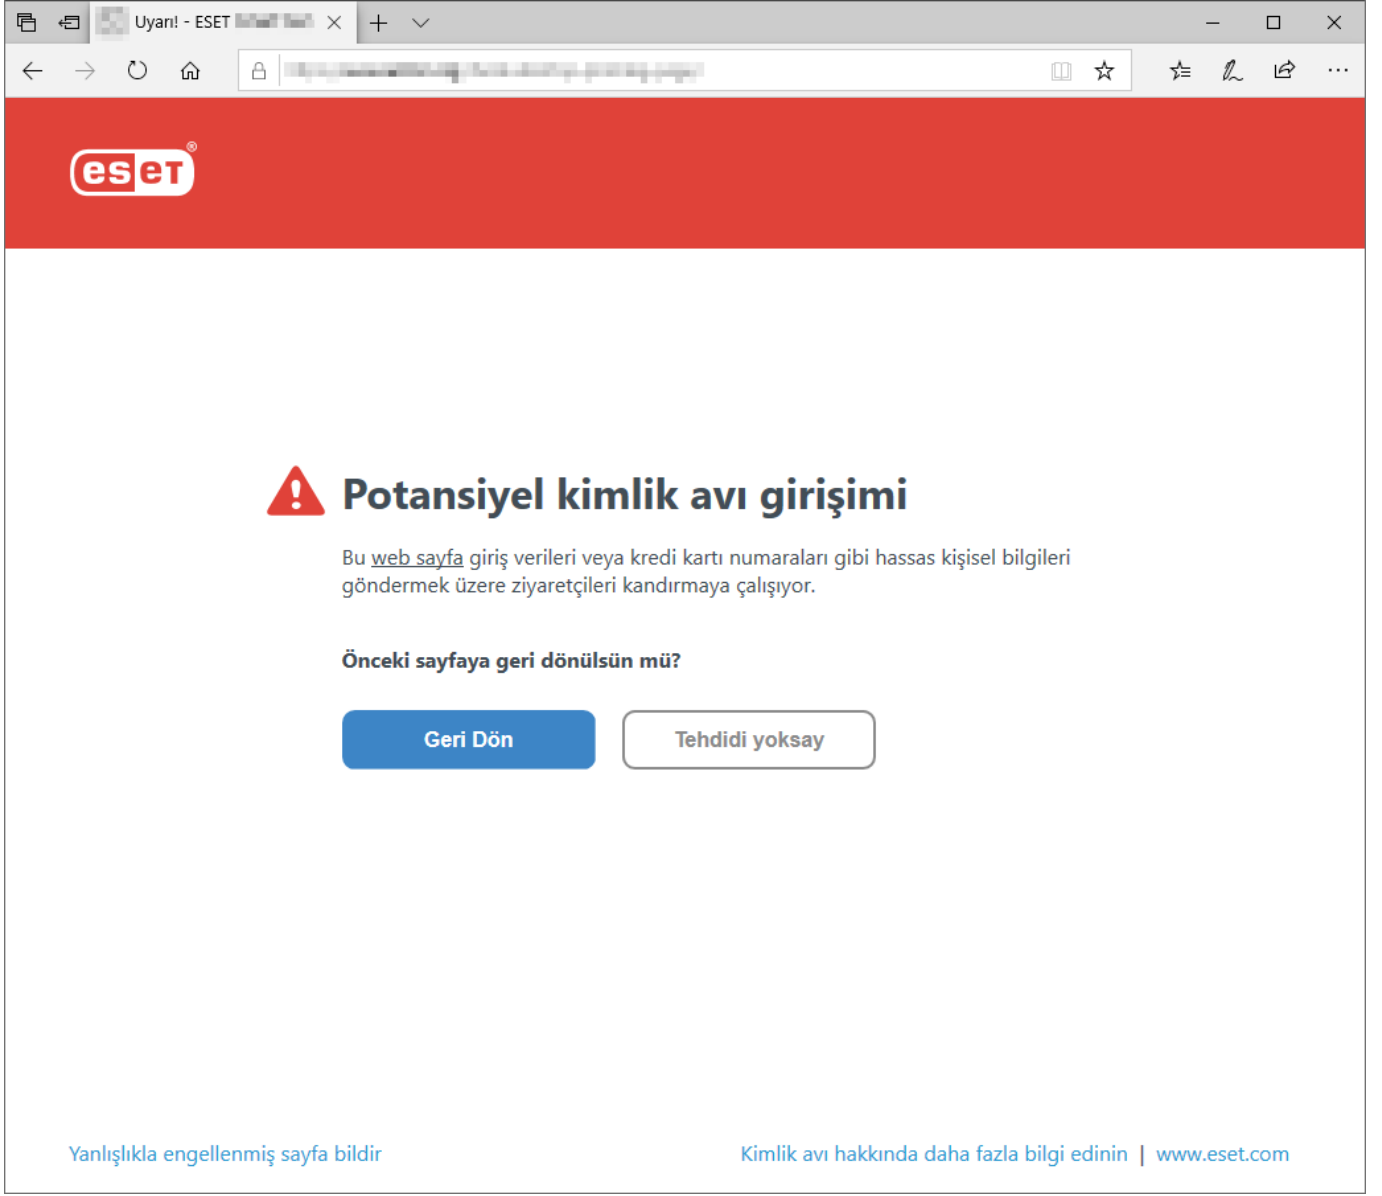 Uyarı! - ESET
eset®
Potansiyel kimlik avı girişimi
Bu web sayfa giriş verileri veya kredi kartı numaraları gibi hassas kişisel bilgileri
göndermek üzere ziyaretçileri kandırmaya çalışıyor.
Önceki sayfaya geri dönülsün mü?
Geri Dön
Tehdidi yoksay
Yanlışlıkla engellenmiş sayfa bildir
Kimlik avı hakkında daha fazla bilgi edinin | www.eset.com